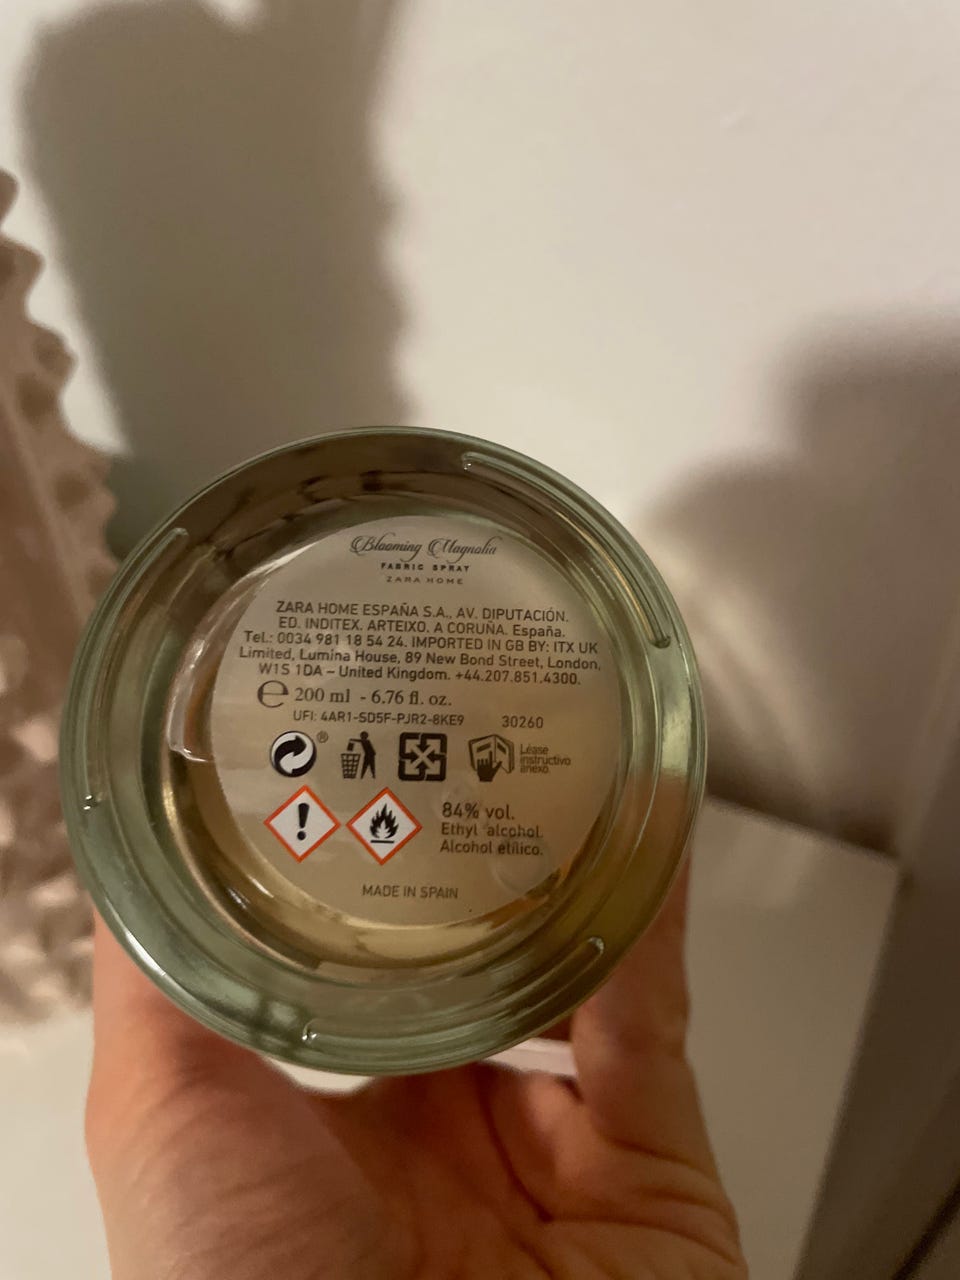 Blooming Magnolia
FABRIC SPRAY
ZARA HOME
ZARA HOME ESPAÑA S.A., AV. DIPUTACIÓN.
ED. INDITEX. ARTEIXO. A CORUÑA. España.
Tel.: 0034 981 18 54 24. IMPORTED IN GB BY: ITX UK
Limited, Lumina House, 89 New Bond Street, London,
W1S 1DA – United Kingdom. +44.207.851.4300.
℮ 200 ml - 6.76 fl. oz.
UFI: 4AR1-SD5F-PJR2-8KE9 30260
®
Léase
instructivo
anexo.
84% vol.
Ethyl alcohol.
Alcohol etílico.
MADE IN SPAIN